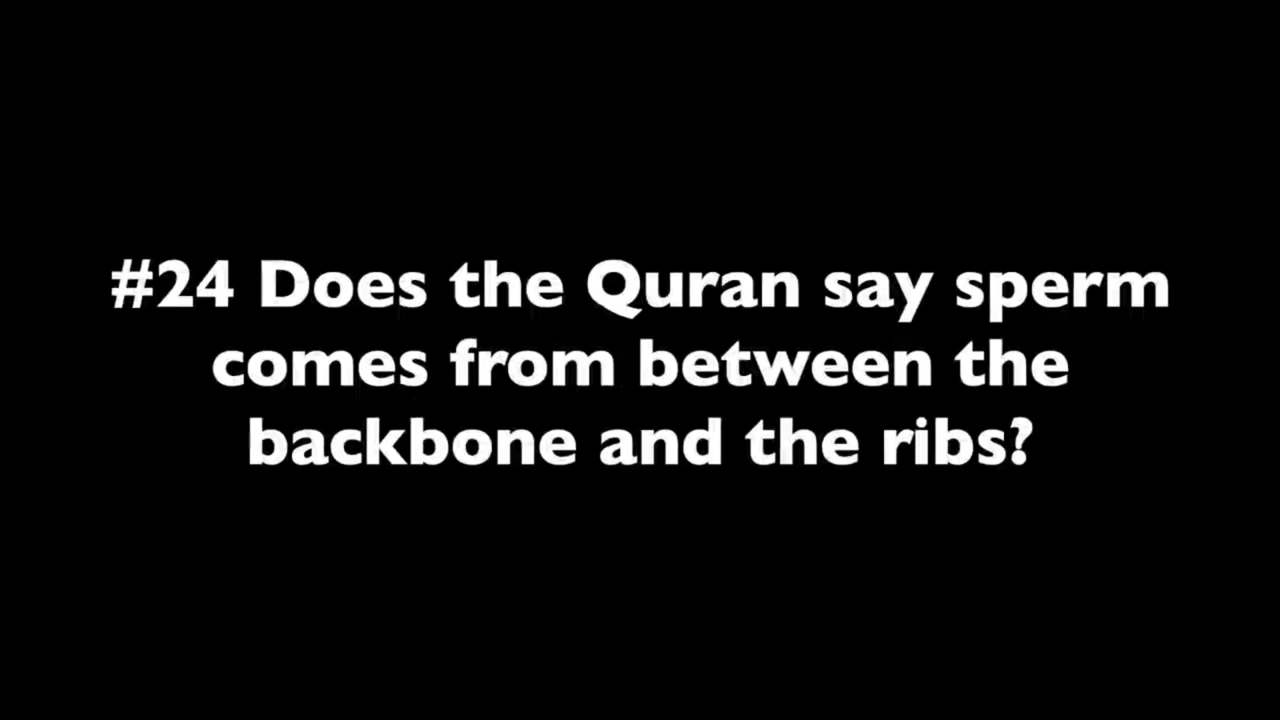 #24 Does the Quran say sperm
comes from between the
backbone and the ribs?